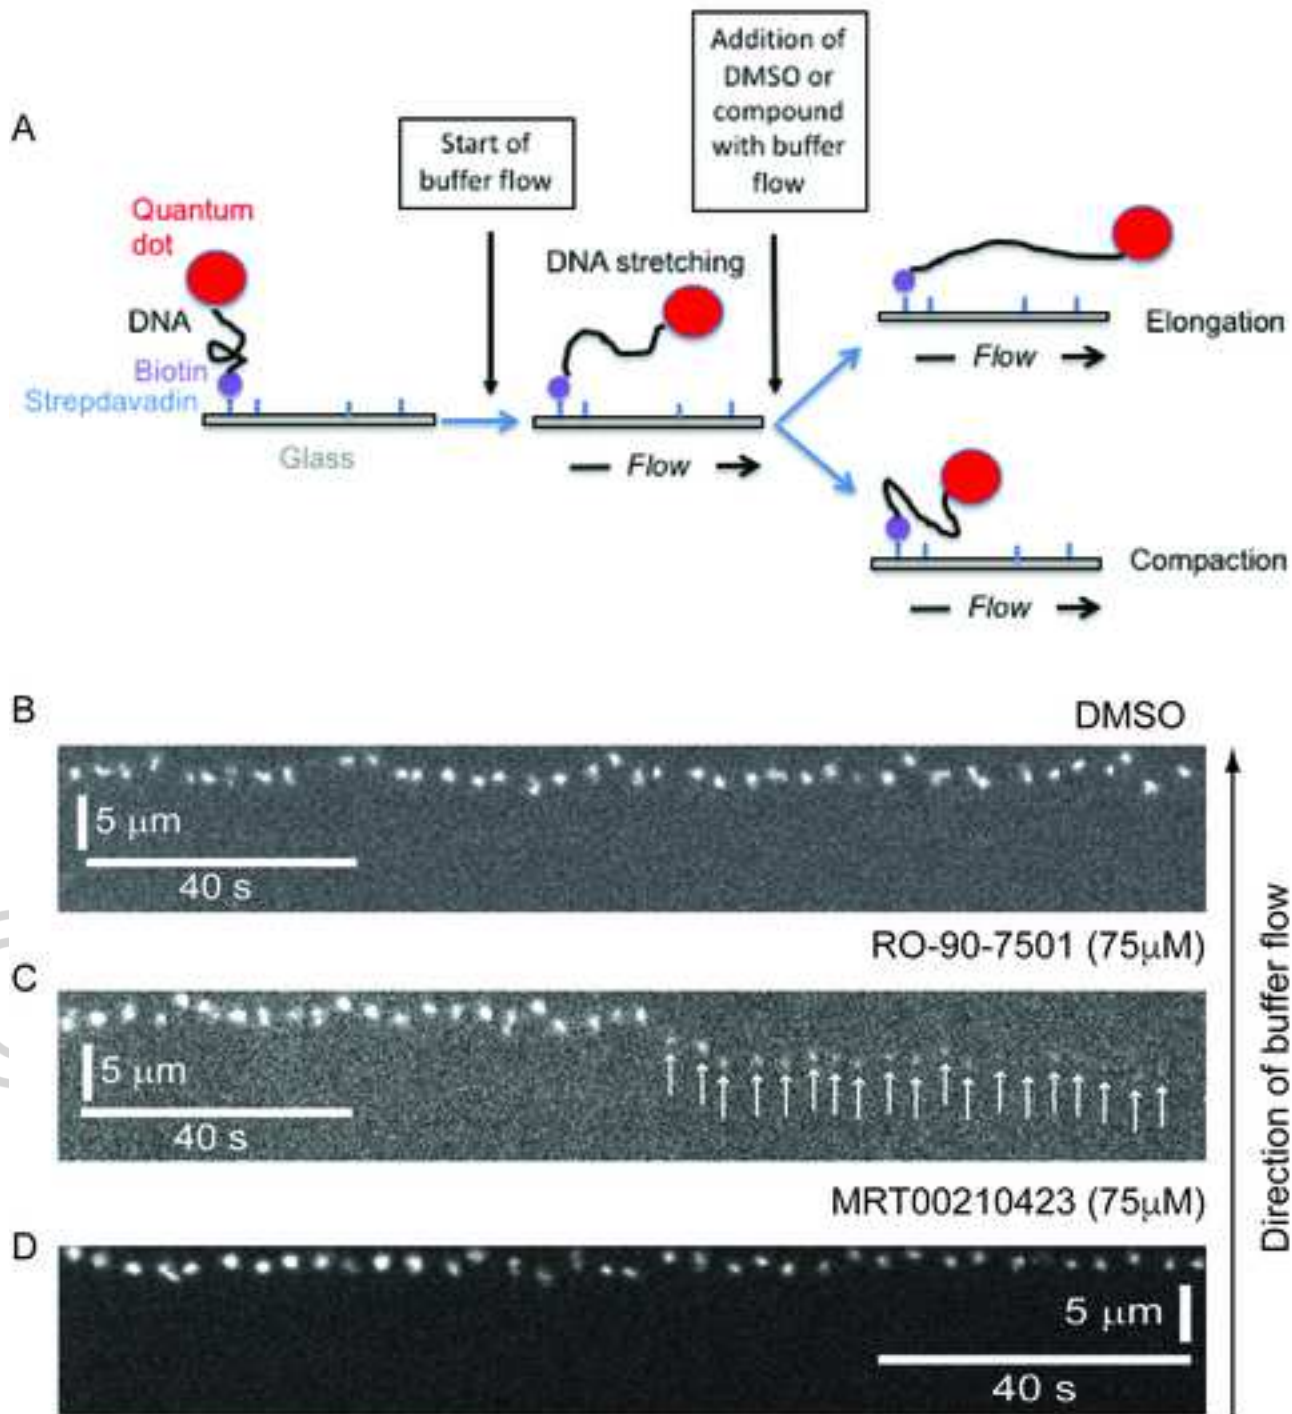 A
Start of
buffer flow
Addition of
DMSO or
compound
with buffer
flow
Quantum
dot
DNA
Biotin
Strepdavadin
Glass
DNA stretching
Flow
Elongation
Flow
Compaction
Flow
B
DMSO
5 μm
40 s
RO-90-7501 (75μM)
C
5 μm
40 s
MRT00210423 (75μM)
D
5 μm
40 s
Direction of buffer flow